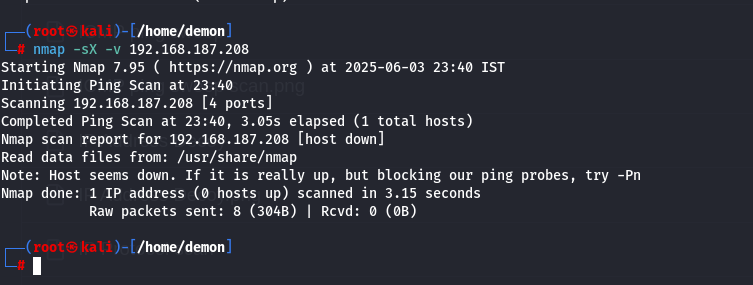 (root㉿kali)-[/home/demon]
# nmap -sX -v 192.168.187.208
Starting Nmap 7.95 ( https://nmap.org ) at 2025-06-03 23:40 IST
Initiating Ping Scan at 23:40
Scanning 192.168.187.208 [4 ports]
Completed Ping Scan at 23:40, 3.05s elapsed (1 total hosts)
Nmap scan report for 192.168.187.208 [host down]
Read data files from: /usr/share/nmap
Note: Host seems down. If it is really up, but blocking our ping probes, try -Pn
Nmap done: 1 IP address (0 hosts up) scanned in 3.15 seconds
Raw packets sent: 8 (304B) | Rcvd: 0 (0B)
(root㉿kali)-[/home/demon]
#